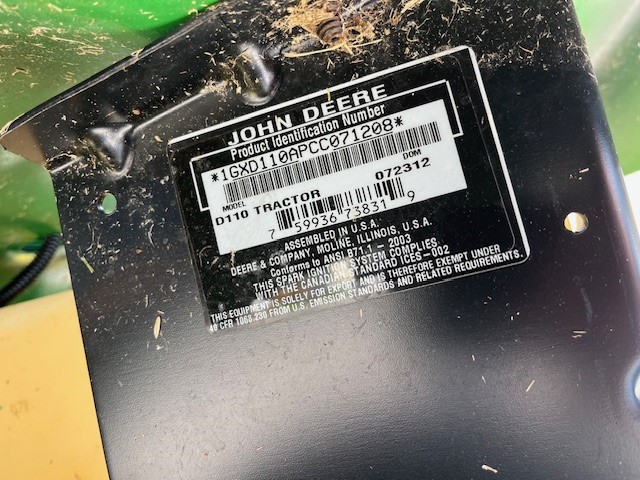 JOHN DEERE
Product Identification Number
*1GXD110APCC071208*
MODEL DOM
D110 TRACTOR 072312
7 59936 73831 9
ASSEMBLED IN U.S.A.
DEERE & COMPANY, MOLINE, ILLINOIS, U.S.A.
Conforms to ANSI B71.1 - 2003
THIS SPARK IGNITION SYSTEM COMPLIES
WITH THE CANADIAN STANDARD ICES-002
THIS EQUIPMENT IS SOLELY FOR EXPORT AND IS THEREFORE EXEMPT UNDER
40 CFR 1068.230 FROM U.S. EMISSION STANDARDS AND RELATED REQUIREMENTS.